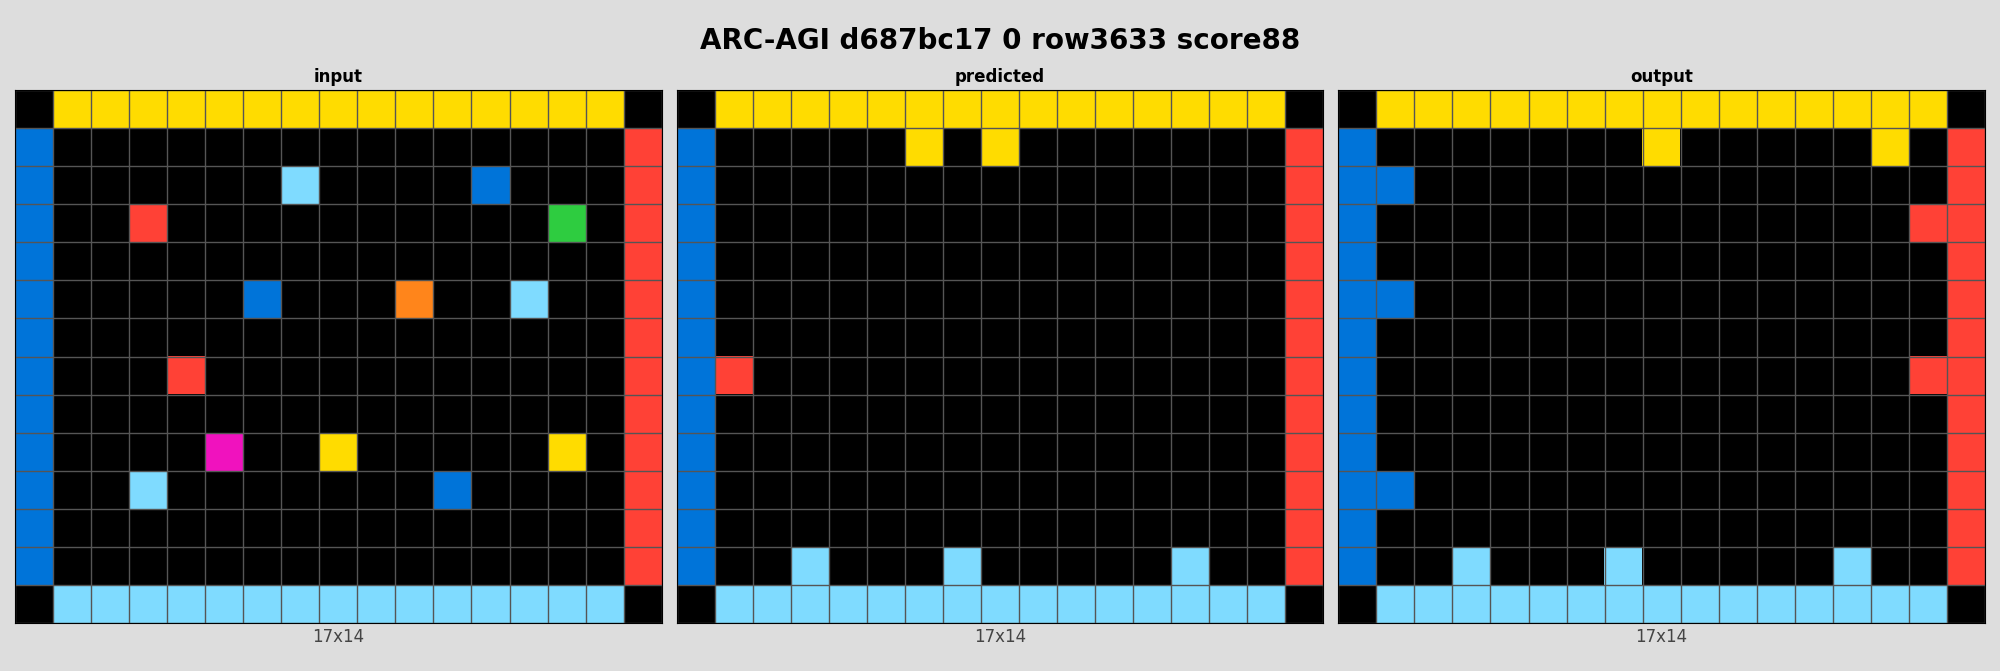 ARC-AGI d687bc17 0 row3633 score88
input
predicted
output
17x14
17x14
17x14